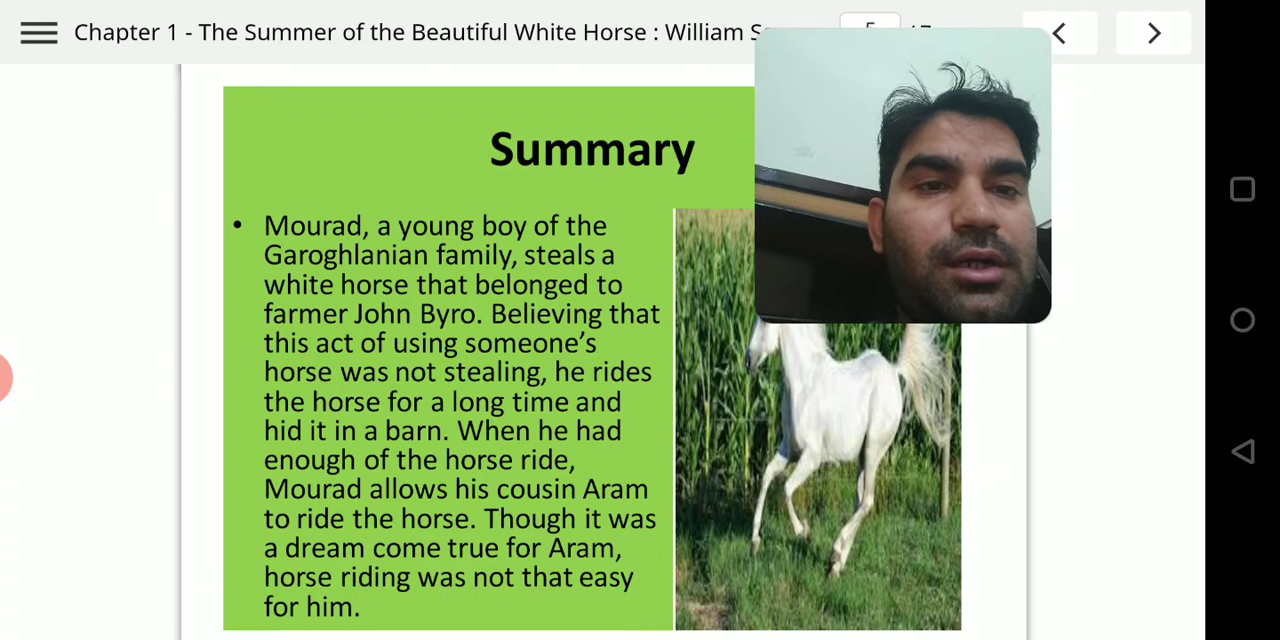 Chapter 1 - The Summer of the Beautiful White Horse : William
Summary
• Mourad, a young boy of the
Garoghlanian family, steals a
white horse that belonged to
farmer John Byro. Believing that
this act of using someone's
horse was not stealing, he rides
the horse for a long time and
hid it in a barn. When he had
enough of the horse ride,
Mourad allows his cousin Aram
to ride the horse. Though it was
a dream come true for Aram,
horse riding was not that easy
for him.